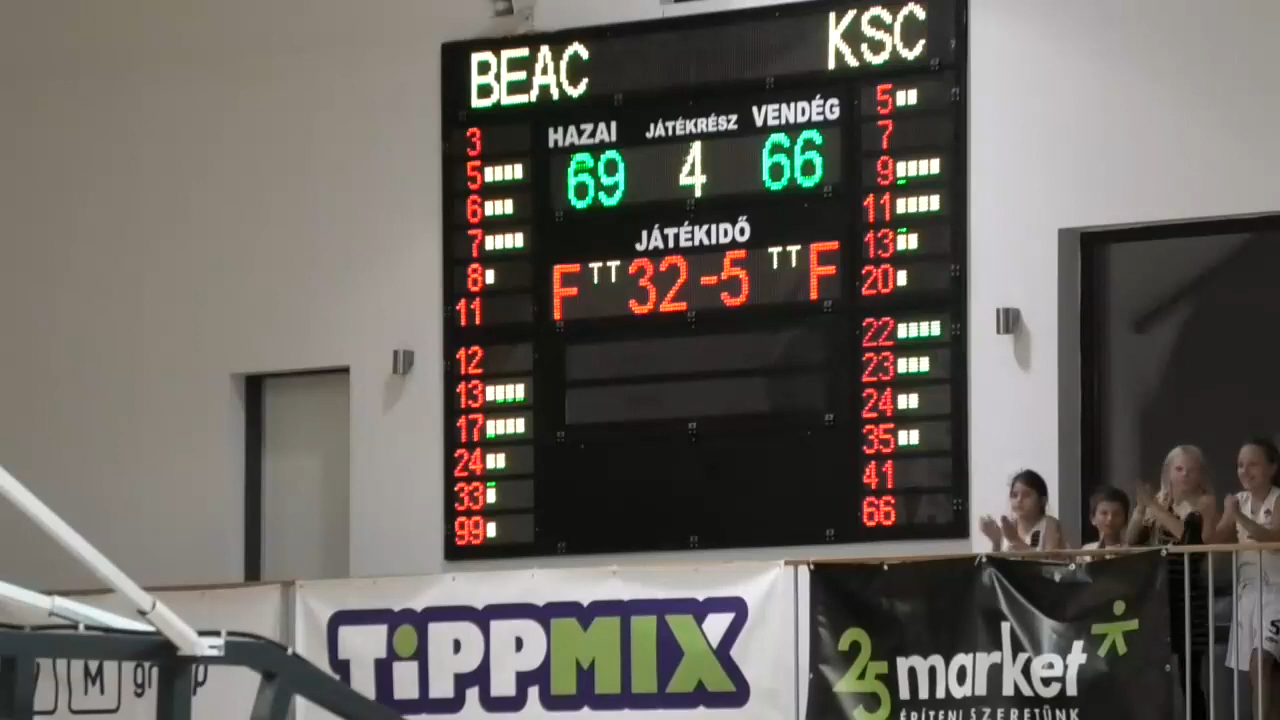 BEAC KSC
HAZAI JÁTÉKRÉSZ VENDÉG
69 4 66
JÁTÉKIDŐ
F TT 32-5 TT F
3
5
6
7
8
11
12
13
17
24
33
99
5
7
9
11
13
20
22
23
24
35
41
66
M
TiPPMIX
25 market
ÉPÍTENI SZERETÜNK